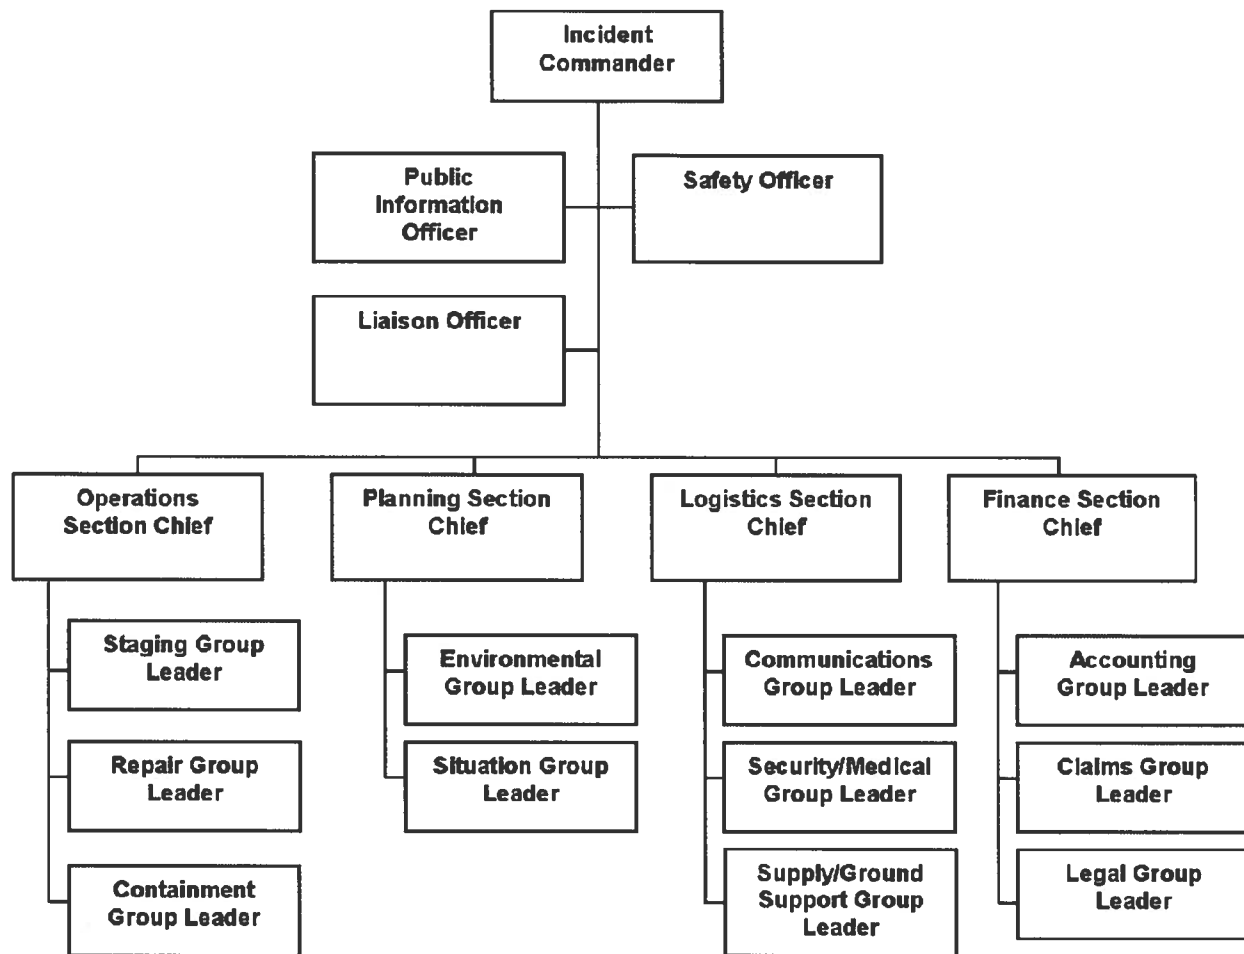 Incident
Commander
Public
Information
Officer
Safety Officer
Liaison Officer
Operations
Section Chief
Planning Section
Chief
Logistics Section
Chief
Finance Section
Chief
Staging Group
Leader
Environmental
Group Leader
Communications
Group Leader
Accounting
Group Leader
Repair Group
Leader
Situation Group
Leader
Security/Medical
Group Leader
Claims Group
Leader
Containment
Group Leader
Supply/Ground
Support Group
Leader
Legal Group
Leader